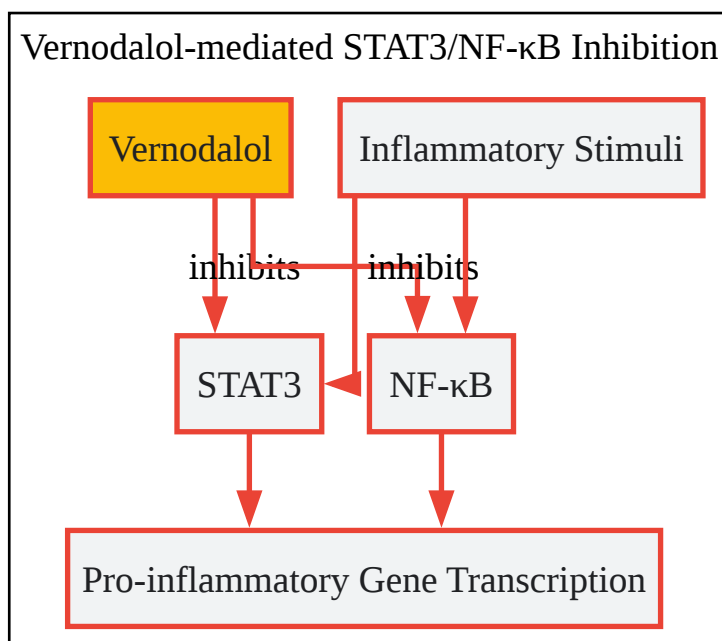 Vernodalol-mediated STAT3/NF-κB Inhibition
Vernodalol
Inflammatory Stimuli
inhibits
inhibits
STAT3
NF-κB
Pro-inflammatory Gene Transcription